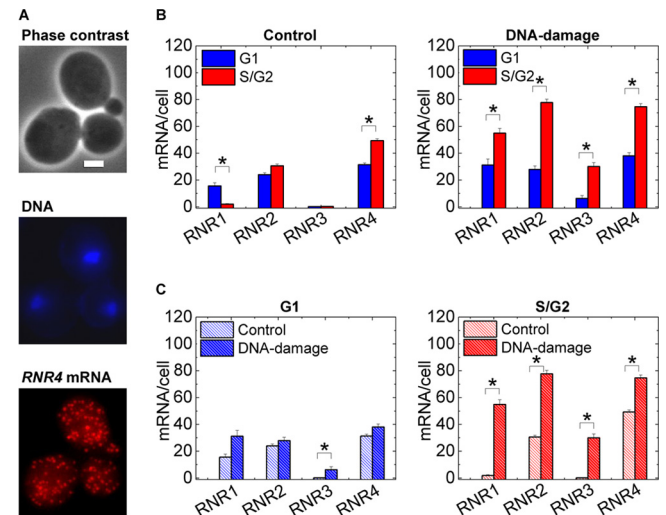 A
Phase contrast
DNA
RNR4 mRNA
B
Control
G1
S/G2
mRNA/cell
120
100
80
60
40
20
0
RNR1
RNR2
RNR3
RNR4
*
*
DNA-damage
G1
S/G2
mRNA/cell
120
100
80
60
40
20
0
RNR1
RNR2
RNR3
RNR4
*
*
*
*
C
G1
Control
DNA-damage
mRNA/cell
120
100
80
60
40
20
0
RNR1
RNR2
RNR3
RNR4
*
S/G2
Control
DNA-damage
mRNA/cell
120
100
80
60
40
20
0
RNR1
RNR2
RNR3
RNR4
*
*
*
*